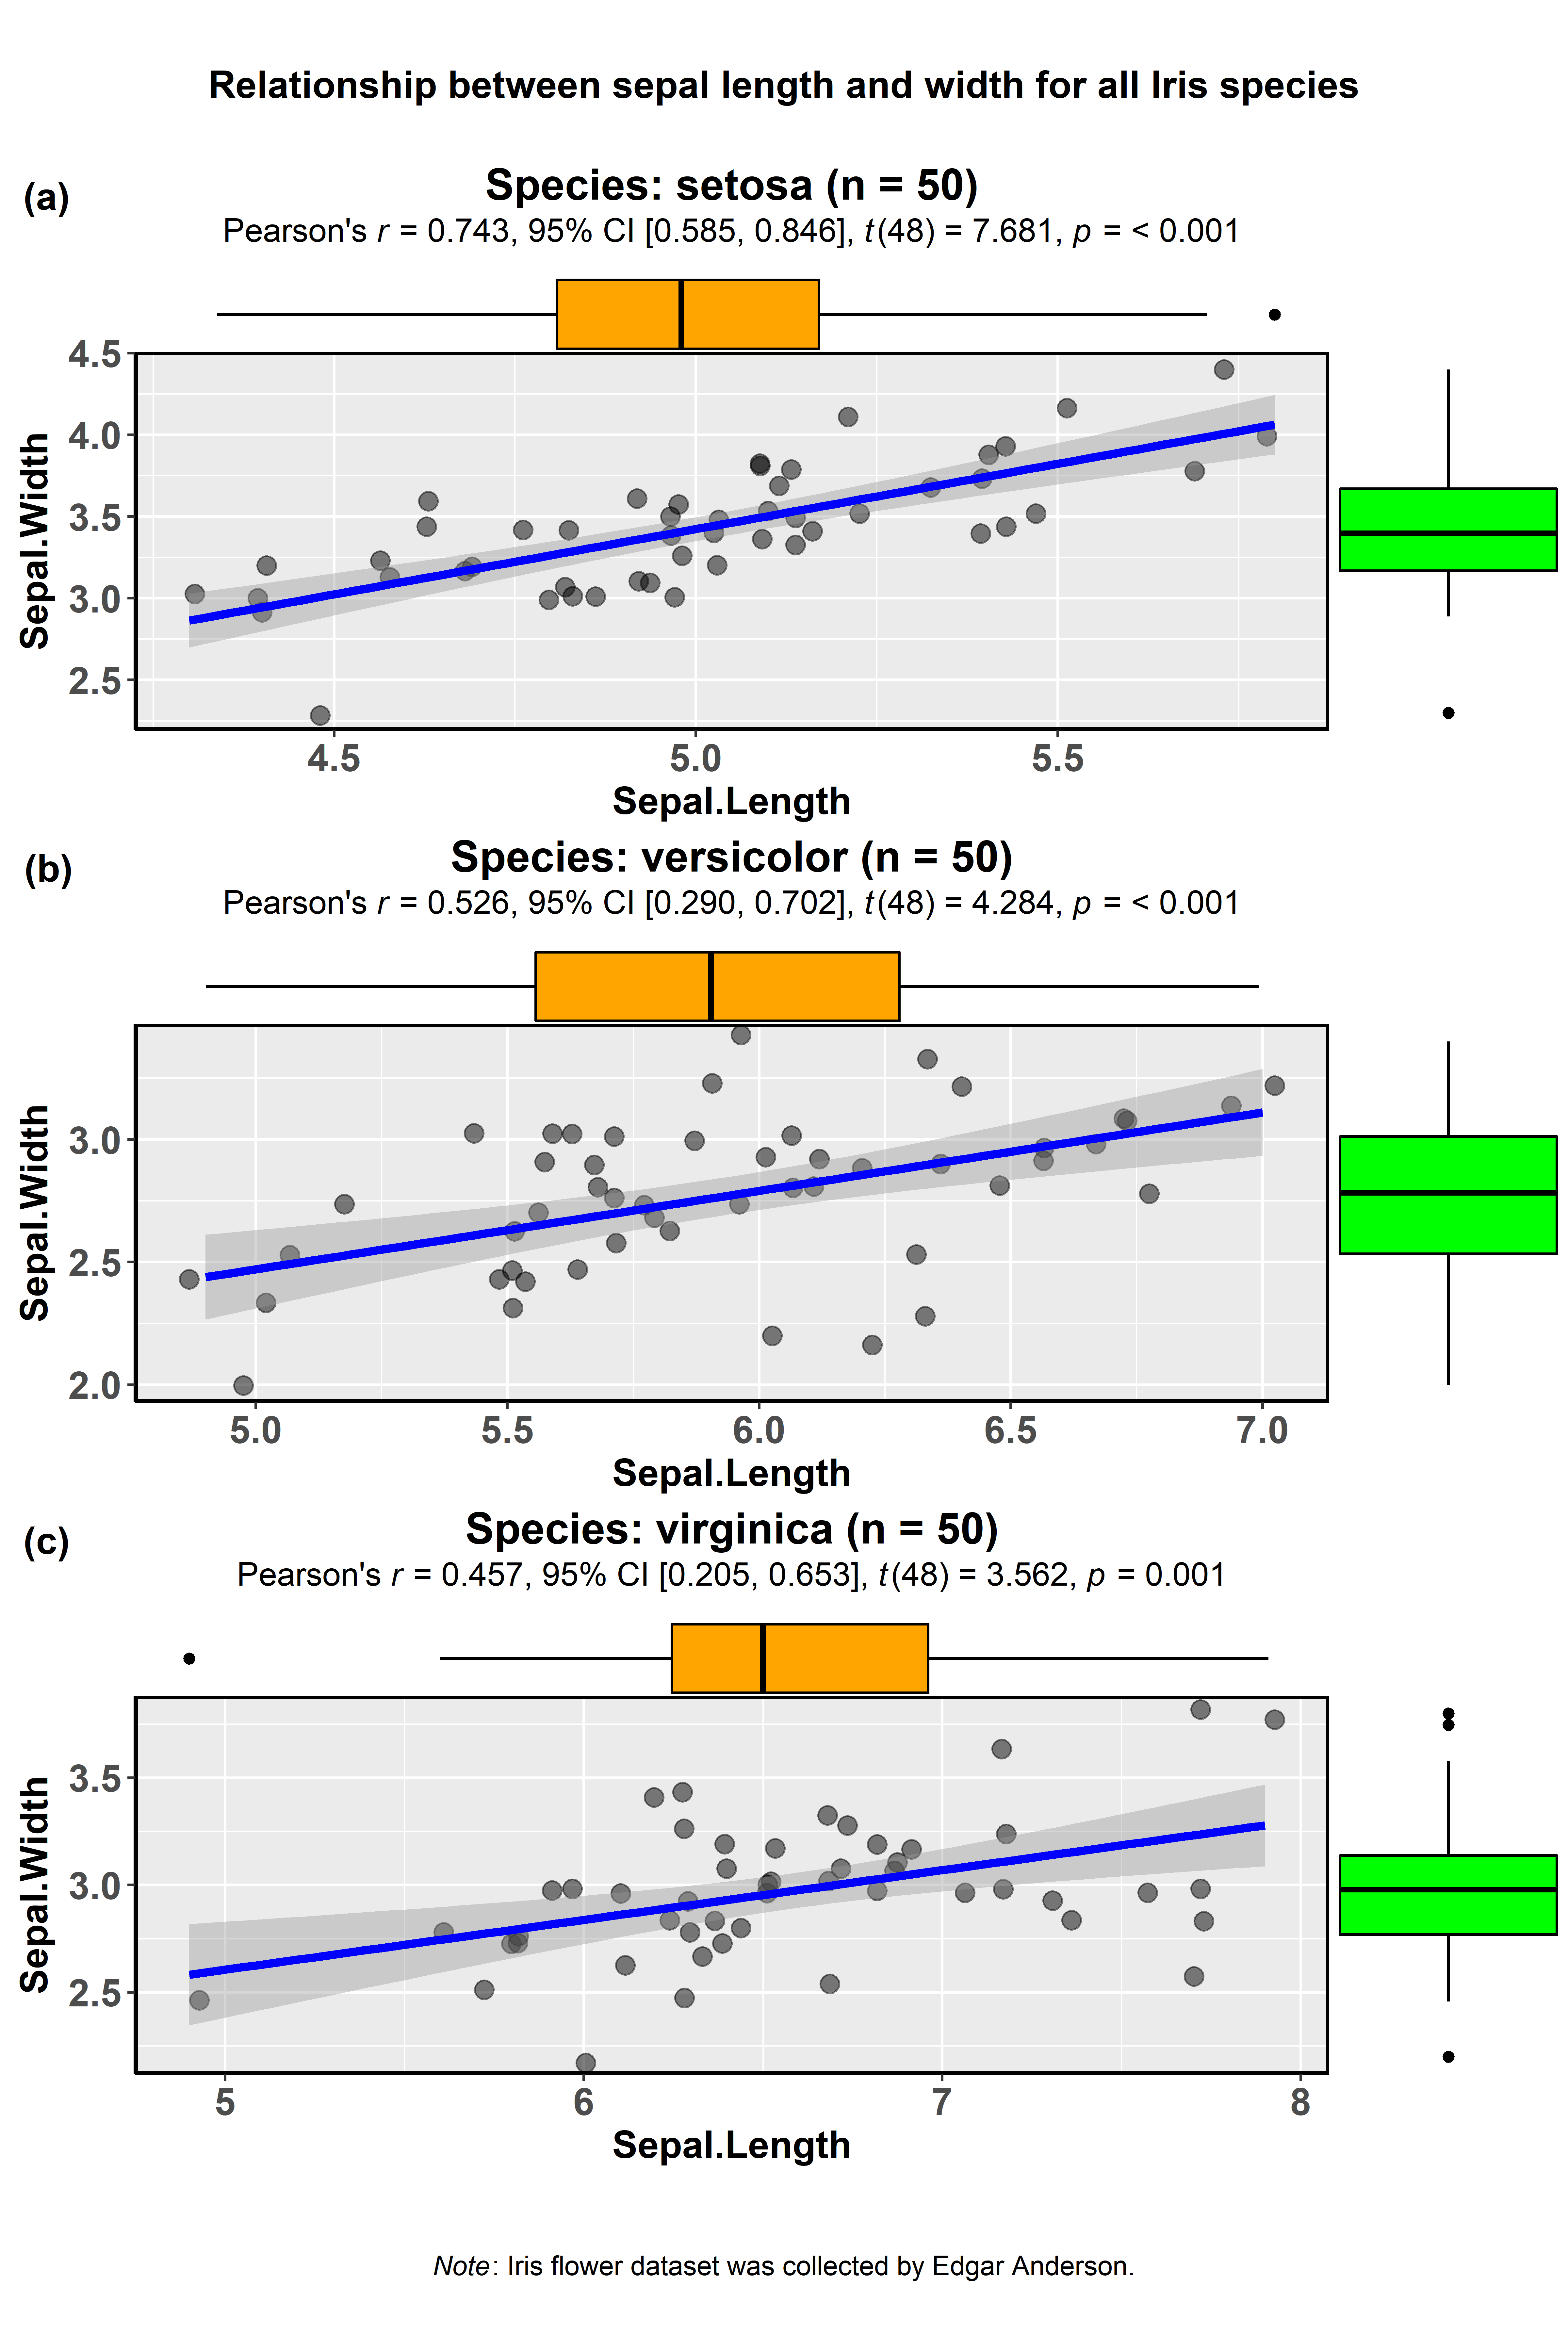 Relationship between sepal length and width for all Iris species
(a)
Species: setosa (n = 50)
Pearson's r = 0.743, 95% CI [0.585, 0.846], t(48) = 7.681, p = < 0.001
4.5
4.0
3.5
3.0
2.5
Sepal.Width
4.5 5.0 5.5
Sepal.Length
(b)
Species: versicolor (n = 50)
Pearson's r = 0.526, 95% CI [0.290, 0.702], t(48) = 4.284, p = < 0.001
3.0
2.5
2.0
Sepal.Width
5.0 5.5 6.0 6.5 7.0
Sepal.Length
(c)
Species: virginica (n = 50)
Pearson's r = 0.457, 95% CI [0.205, 0.653], t(48) = 3.562, p = 0.001
3.5
3.0
2.5
Sepal.Width
5 6 7 8
Sepal.Length
Note: Iris flower dataset was collected by Edgar Anderson.